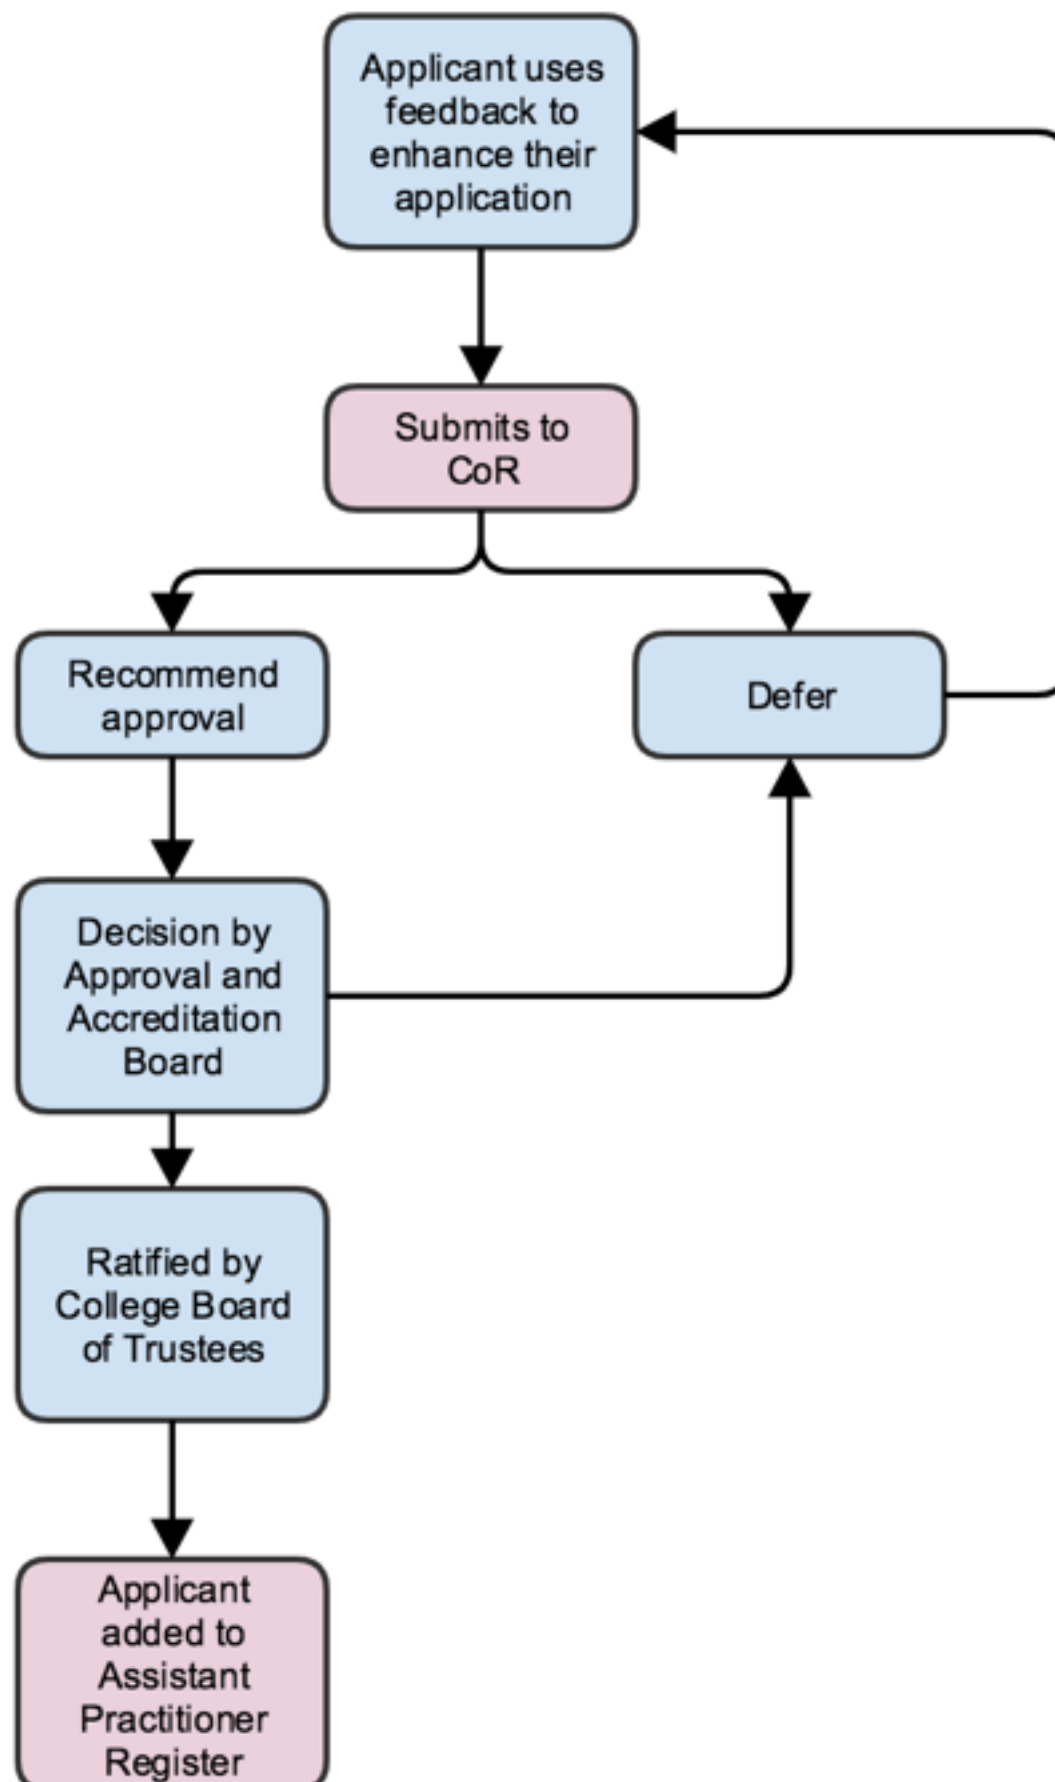 Applicant uses
feedback to
enhance their
application
Submits to
CoR
Recommend
approval
Defer
Decision by
Approval and
Accreditation
Board
Ratified by
College Board
of Trustees
Applicant
added to
Assistant
Practitioner
Register